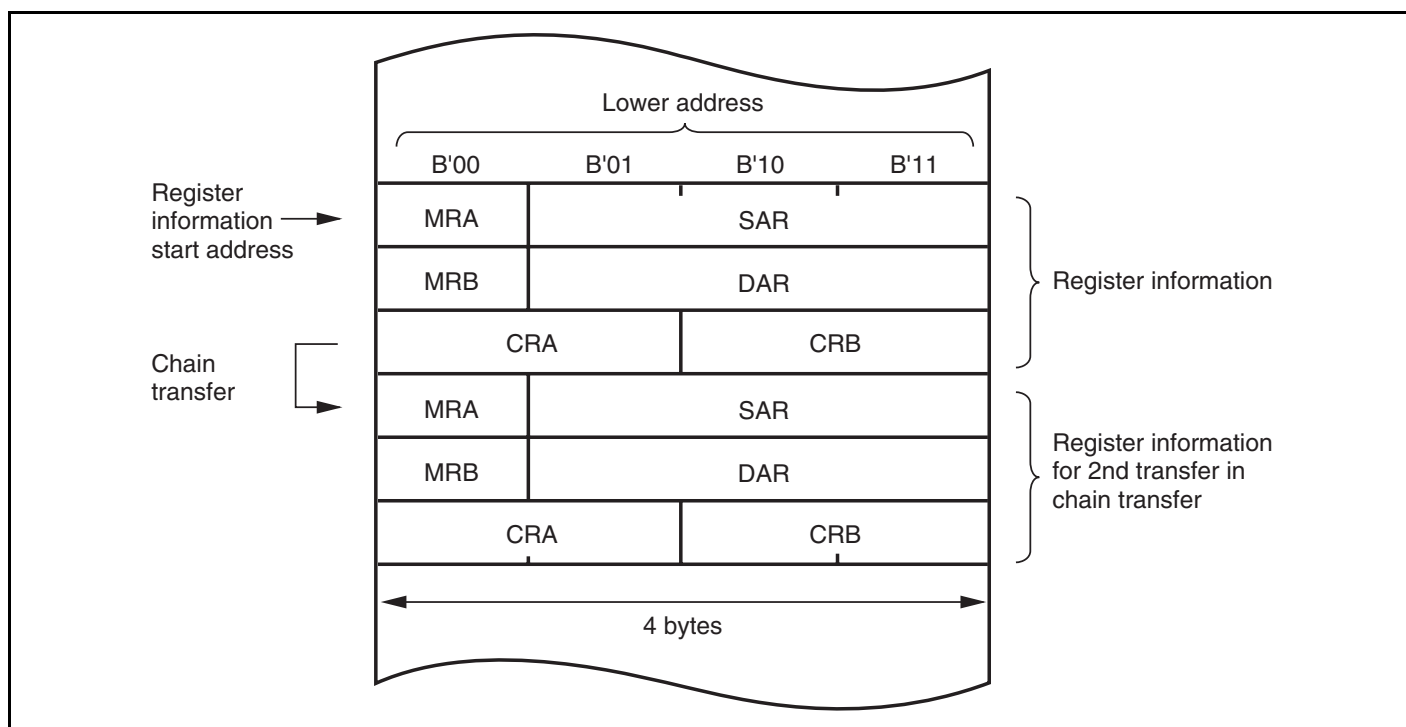 Lower address
B'00 B'01 B'10 B'11
Register
information
start address
MRA SAR
MRB DAR
Register information
CRA CRB
Chain
transfer
MRA SAR
MRB DAR
Register information
for 2nd transfer in
chain transfer
CRA CRB
4 bytes